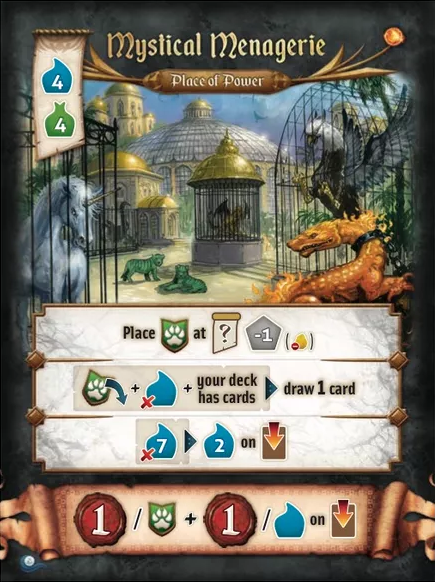 Mystical Menagerie
Place of Power
4
4
Place at ? -1 ( )
+ + your deck has cards draw 1 card
7 2 on
1 / + 1 / on